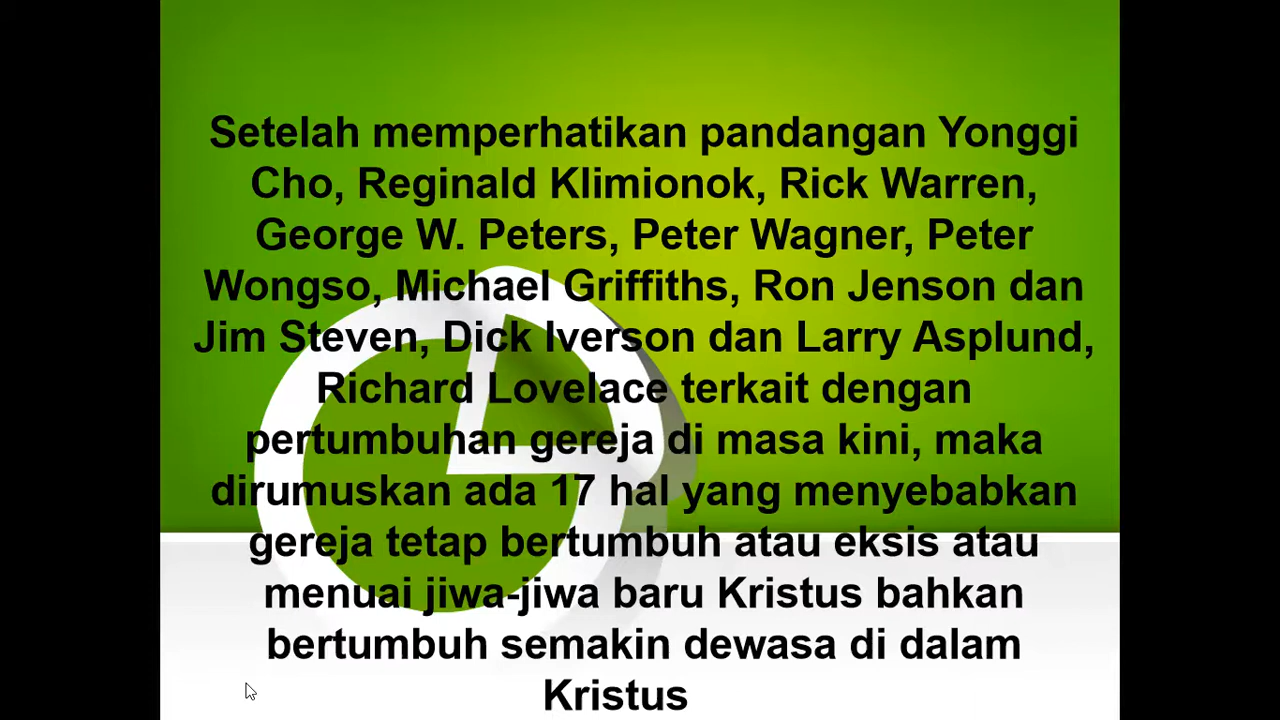 Setelah memperhatikan pandangan Yonggi
Cho, Reginald Klimionok, Rick Warren,
George W. Peters, Peter Wagner, Peter
Wongso, Michael Griffiths, Ron Jenson dan
Jim Steven, Dick Iverson dan Larry Asplund,
Richard Lovelace terkait dengan
pertumbuhan gereja di masa kini, maka
dirumuskan ada 17 hal yang menyebabkan
gereja tetap bertumbuh atau eksis atau
menuai jiwa-jiwa baru Kristus bahkan
bertumbuh semakin dewasa di dalam
Kristus